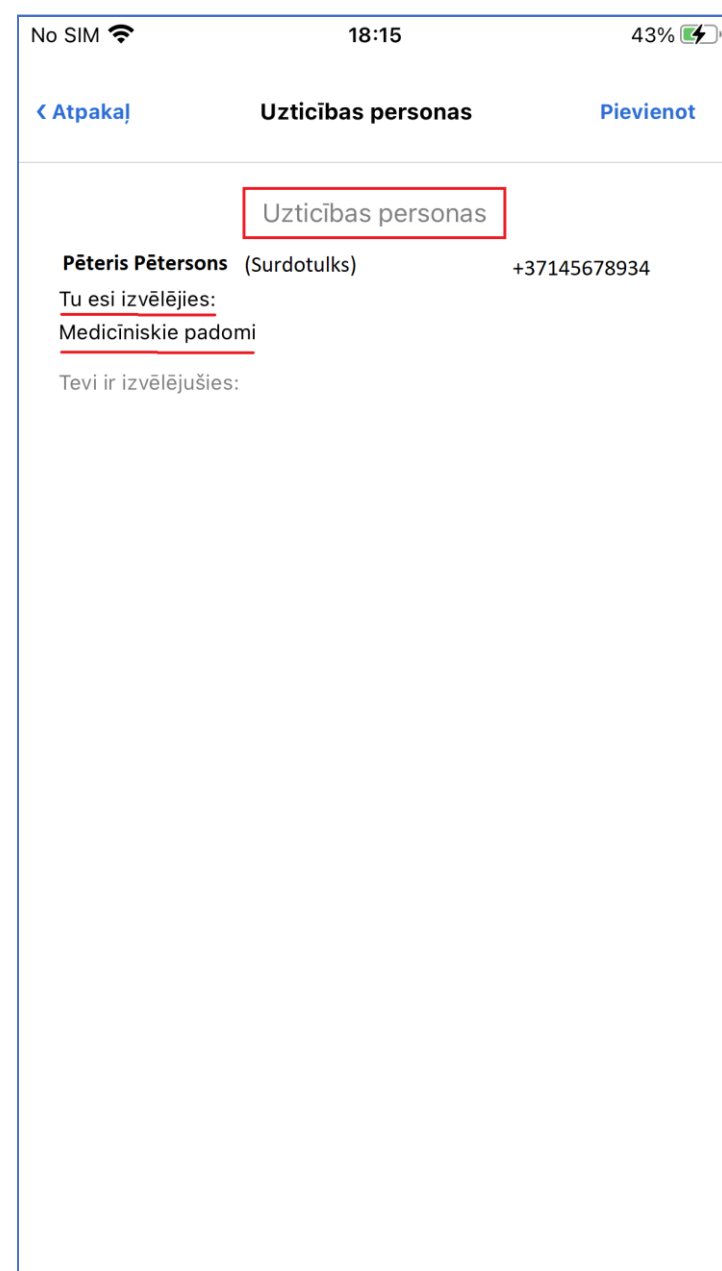 No SIM 18:15 43%
Atpakaļ Uzticības personas Pievienot
Uzticības personas
Pēteris Pētersons (Surdotulks) +37145678934
Tu esi izvēlējies:
Medicīniskie padomi
Tevi ir izvēlējušies: